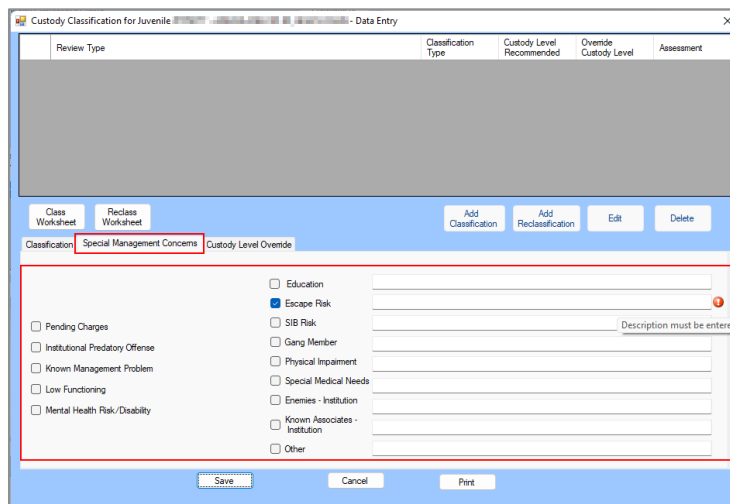 Custody Classification for Juvenile - Data Entry
Review Type
Classification Type
Custody Level Recommended
Override Custody Level
Assessment
Class Worksheet
Reclass Worksheet
Add Classification
Add Reclassification
Edit
Delete
Classification
Special Management Concerns
Custody Level Override
Education
Escape Risk
SIB Risk
Description must be entere
Pending Charges
Gang Member
Institutional Predatory Offense
Physical Impairment
Known Management Problem
Special Medical Needs
Low Functioning
Enemies - Institution
Mental Health Risk/Disability
Known Associates - Institution
Other
Save
Cancel
Print